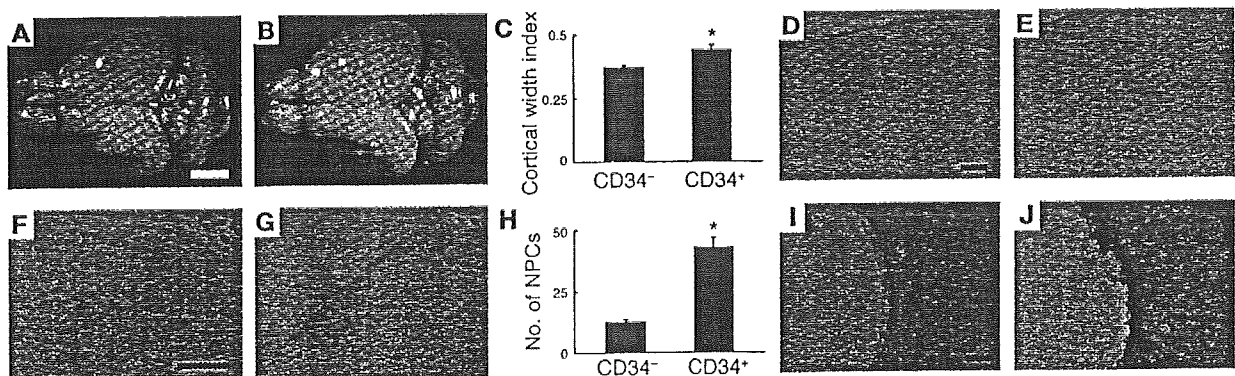 A
B
C
Cortical width index
0.5
0.25
0
CD34⁻
CD34⁺
*
D
E
F
G
H
No. of NPCs
50
25
0
CD34⁻
CD34⁺
*
I
J